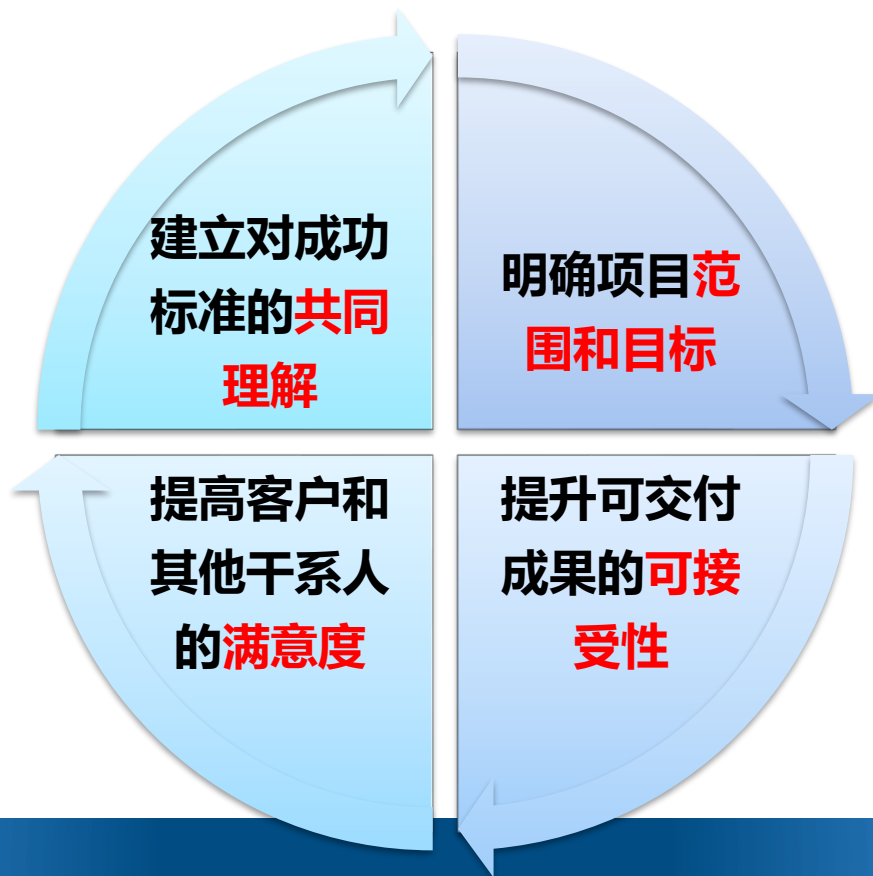 建立对成功
标准的共同
理解
明确项目范
围和目标
提高客户和
其他干系人
的满意度
提升可交付
成果的可接
受性